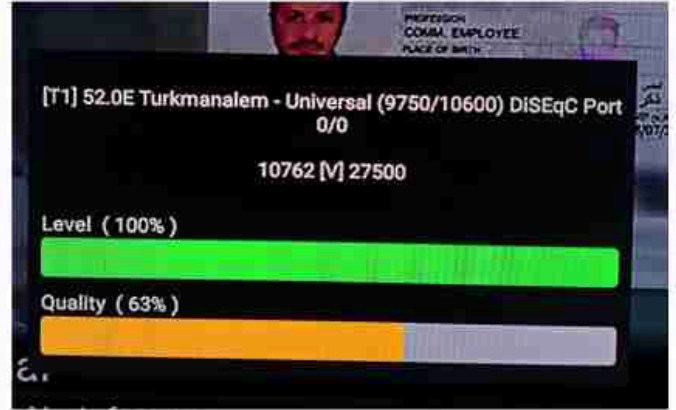 PROFESSION
COMM. EMPLOYEE
PLACE OF BIRTH
[T1] 52.0E Turkmanalem - Universal (9750/10600) DiSEqC Port
0/0
10762 [V] 27500
Level ( 100% )
Quality ( 63% )